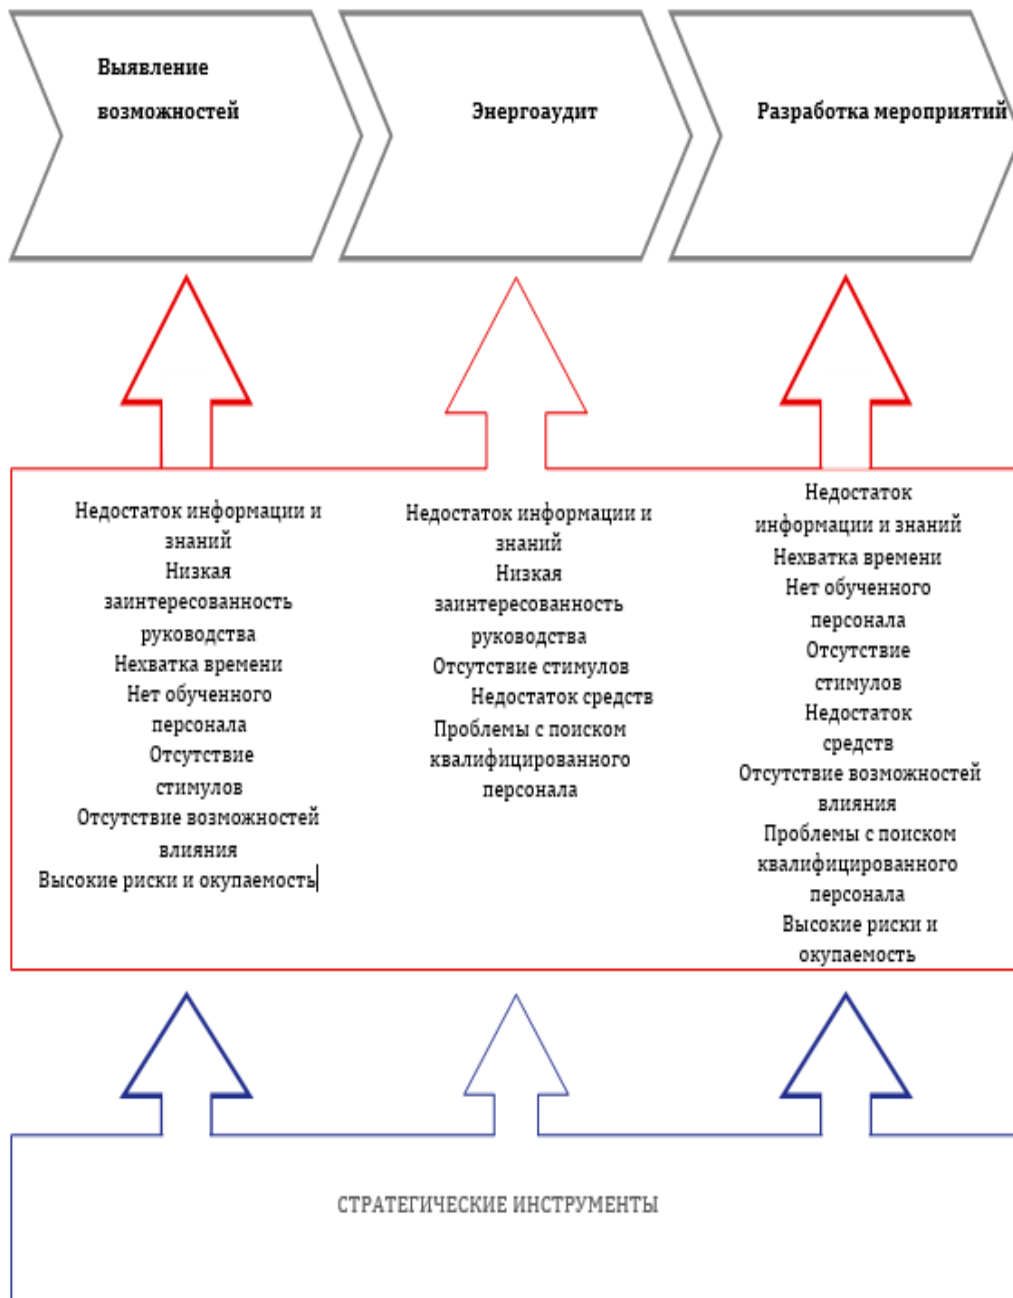 Выявление
возможностей
Энергоаудит
Разработка мероприятий
Недостаток информации и
знаний
Низкая
заинтересованность
руководства
Нехватка времени
Нет обученного
персонала
Отсутствие
стимулов
Отсутствие возможностей
влияния
Высокие риски и окупаемость
Недостаток информации и
знаний
Низкая
заинтересованность
руководства
Отсутствие стимулов
Недостаток средств
Проблемы с поиском
квалифицированного
персонала
Недостаток
информации и знаний
Нехватка времени
Нет обученного
персонала
Отсутствие
стимулов
Недостаток
средств
Отсутствие возможностей
влияния
Проблемы с поиском
квалифицированного
персонала
Высокие риски и
окупаемость
СТРАТЕГИЧЕСКИЕ ИНСТРУМЕНТЫ